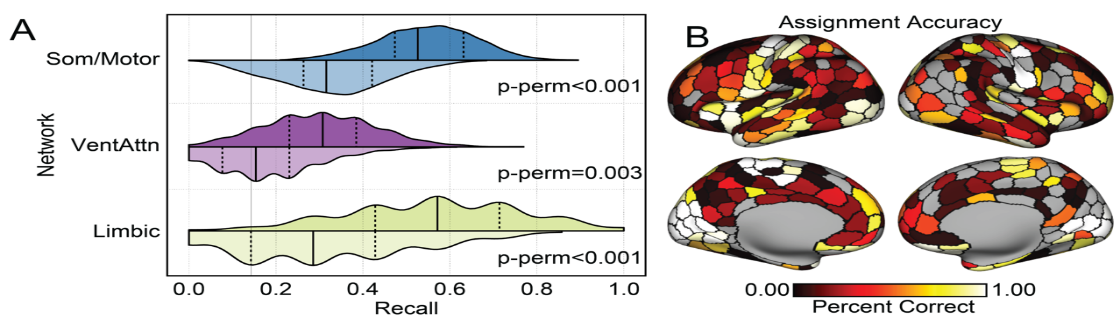 A
Network
Som/Motor
p-perm<0.001
VentAttn
p-perm=0.003
Limbic
p-perm<0.001
0.0 0.2 0.4 0.6 0.8 1.0
Recall
B
Assignment Accuracy
0.00 1.00
Percent Correct